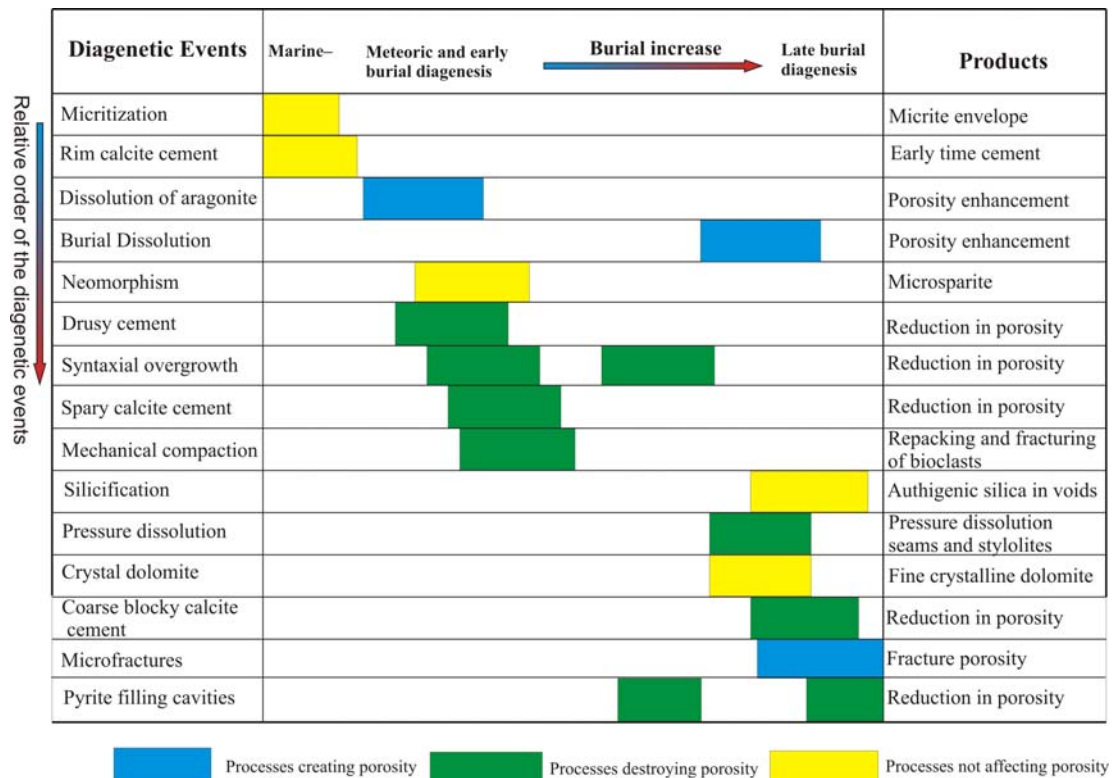 Diagenetic Events
Marine–
Meteoric and early
burial diagenesis
Burial increase
Late burial
diagenesis
Products
Relative order of the diagenetic events
Micritization
Micrite envelope
Rim calcite cement
Early time cement
Dissolution of aragonite
Porosity enhancement
Burial Dissolution
Porosity enhancement
Neomorphism
Microsparite
Drusy cement
Reduction in porosity
Syntaxial overgrowth
Reduction in porosity
Spary calcite cement
Reduction in porosity
Mechanical compaction
Repacking and fracturing
of bioclasts
Silicification
Authigenic silica in voids
Pressure dissolution
Pressure dissolution
seams and stylolites
Crystal dolomite
Fine crystalline dolomite
Coarse blocky calcite
cement
Reduction in porosity
Microfractures
Fracture porosity
Pyrite filling cavities
Reduction in porosity
Processes creating porosity
Processes destroying porosity
Processes not affecting porosity